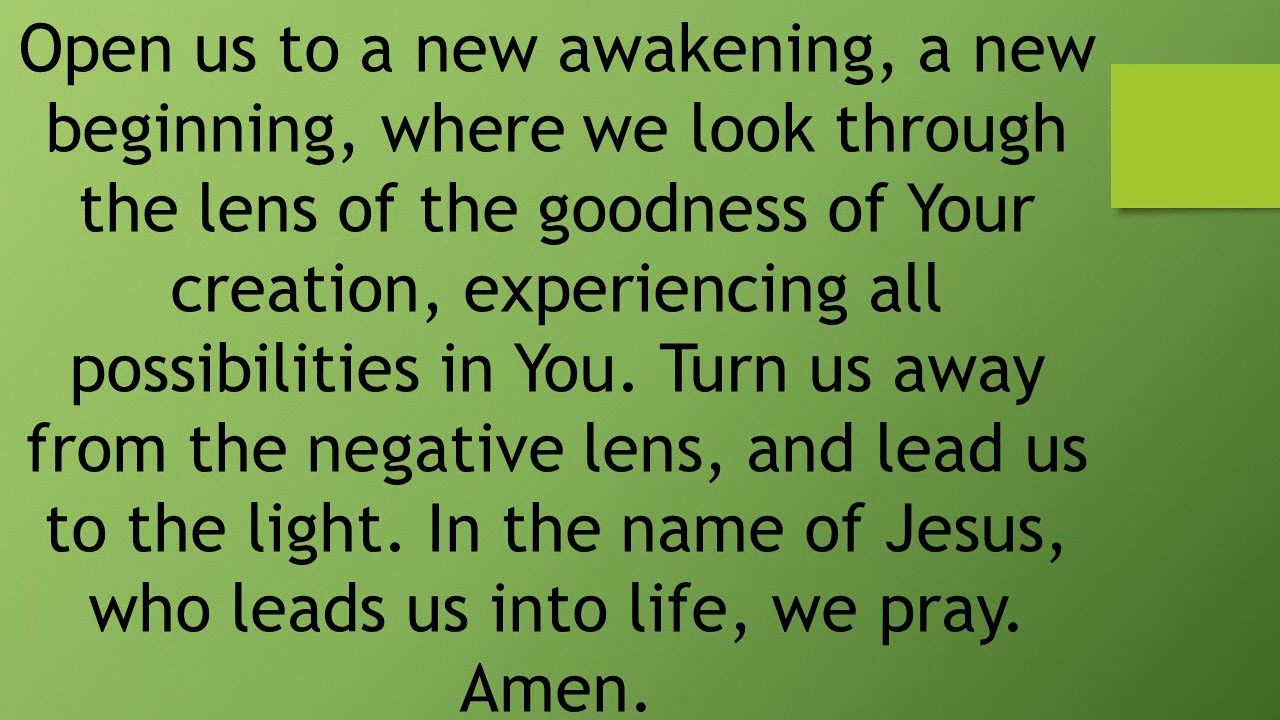 Open us to a new awakening, a new
beginning, where we look through
the lens of the goodness of Your
creation, experiencing all
possibilities in You. Turn us away
from the negative lens, and lead us
to the light. In the name of Jesus,
who leads us into life, we pray.
Amen.